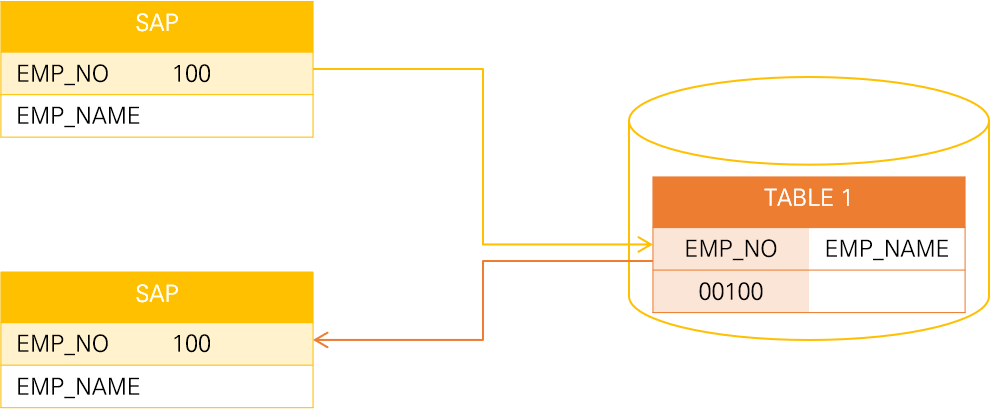 SAP
EMP_NO 100
EMP_NAME
TABLE 1
EMP_NO EMP_NAME
00100
SAP
EMP_NO 100
EMP_NAME